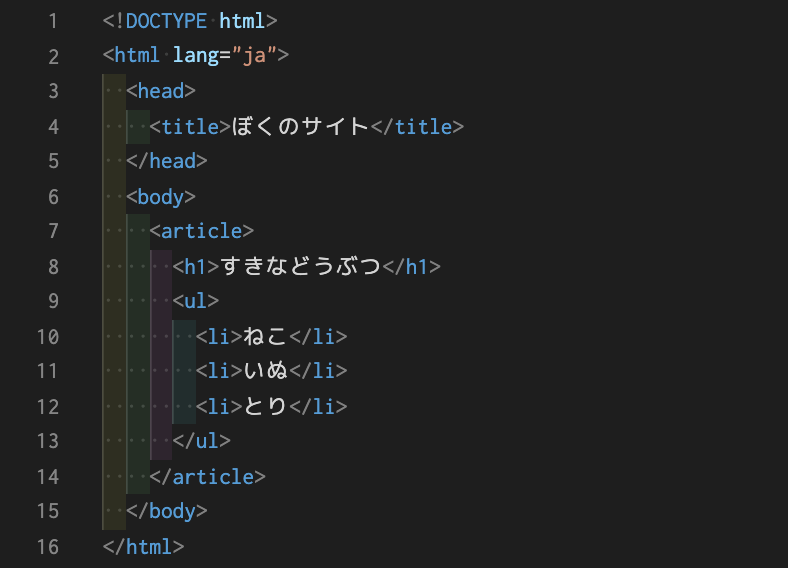 1 <!DOCTYPE html>
2 <html lang="ja">
3   <head>
4     <title>ぼくのサイト</title>
5   </head>
6   <body>
7     <article>
8       <h1>すきなどうぶつ</h1>
9       <ul>
10         <li>ねこ</li>
11         <li>いぬ</li>
12         <li>とり</li>
13       </ul>
14     </article>
15   </body>
16 </html>